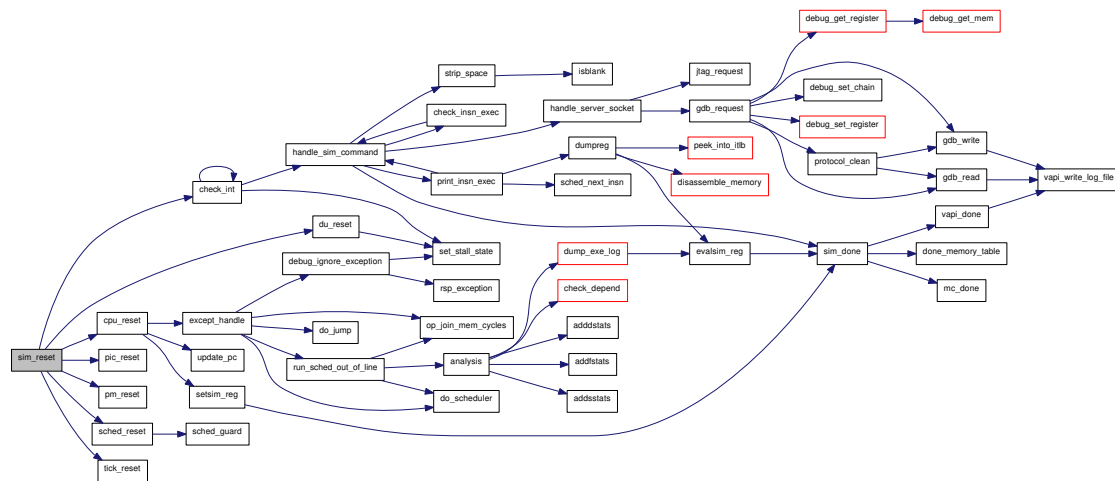 debug_get_register
debug_get_mem
strip_space
isblank
jtag_request
debug_set_chain
check_insn_exec
handle_server_socket
gdb_request
debug_set_register
handle_sim_command
dumpreg
peek_into_itlb
protocol_clean
gdb_write
print_insn_exec
sched_next_insn
disassemble_memory
gdb_read
vapi_write_log_file
check_int
vapi_done
du_reset
set_stall_state
dump_exe_log
evalsim_reg
sim_done
done_memory_table
debug_ignore_exception
rsp_exception
check_depend
mc_done
cpu_reset
except_handle
do_jump
op_join_mem_cycles
adddstats
sim_reset
pic_reset
update_pc
run_sched_out_of_line
analysis
addfstats
pm_reset
setsim_reg
do_scheduler
addsstats
sched_reset
sched_guard
tick_reset